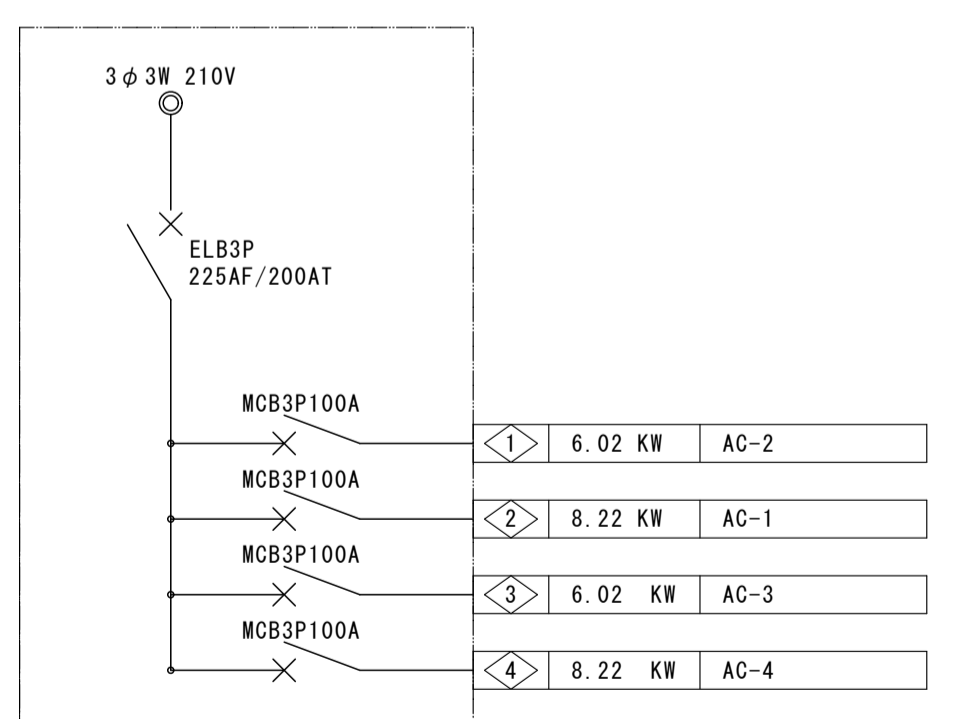 3φ3W 210V
ELB3P
225AF/200AT
MCB3P100A
1 6.02 KW AC-2
MCB3P100A
2 8.22 KW AC-1
MCB3P100A
3 6.02 KW AC-3
MCB3P100A
4 8.22 KW AC-4